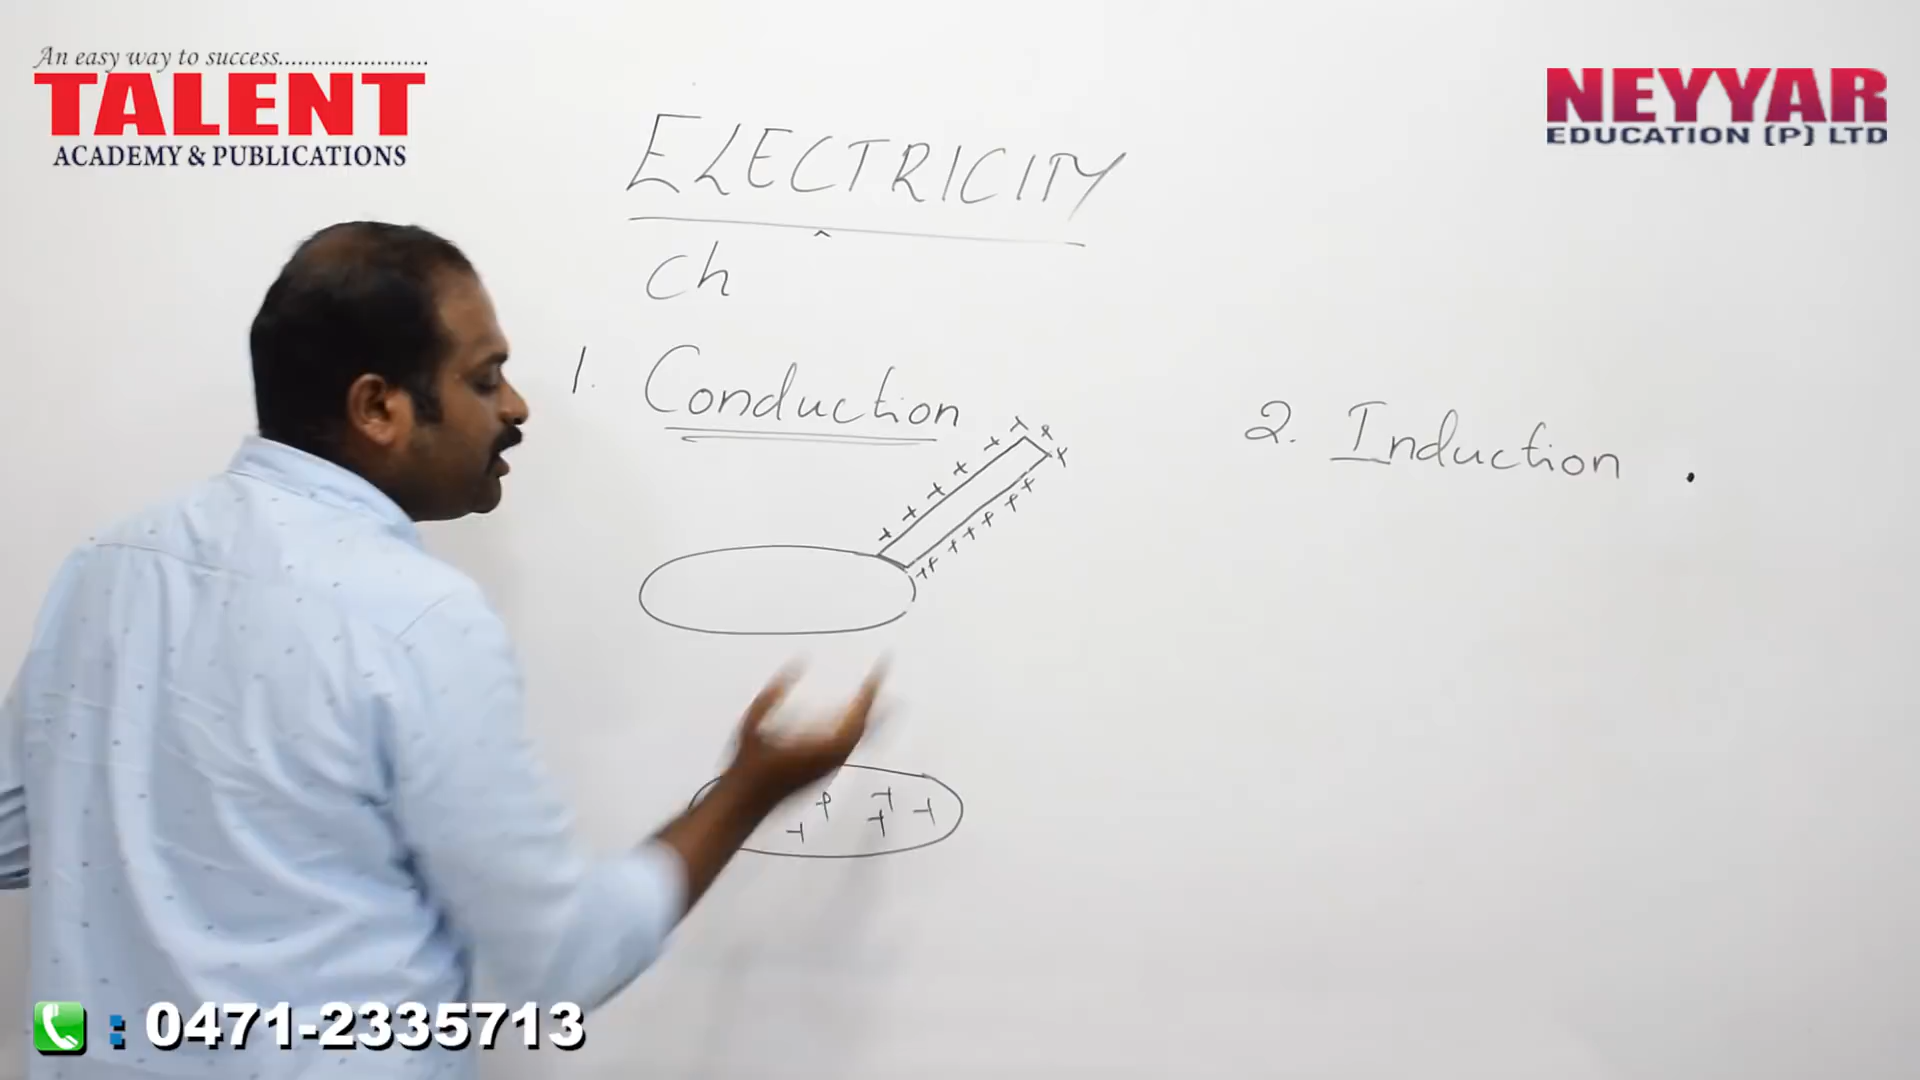 An easy way to success........................
TALENT
ACADEMY & PUBLICATIONS
NEYYAR
EDUCATION (P) LTD
ELECTRICITY
ch
1. Conduction
2. Induction
+ + + + + + + + + + + + + + + + +
+ + + + +
: 0471-2335713